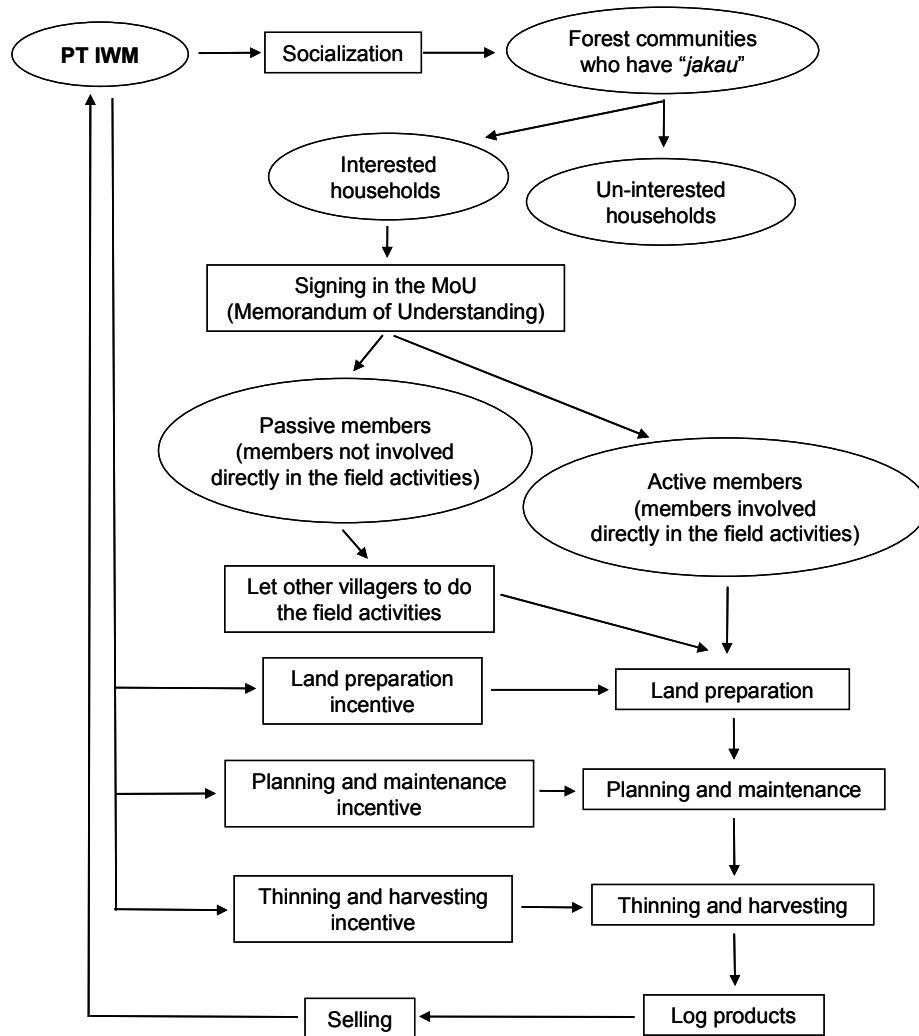 PT IWM
Socialization
Forest communities
who have “jakau”
Interested
households
Un-interested
households
Signing in the MoU
(Memorandum of Understanding)
Passive members
(members not involved
directly in the field activities)
Active members
(members involved
directly in the field activities)
Let other villagers to do
the field activities
Land preparation
incentive
Land preparation
Planning and maintenance
incentive
Planning and maintenance
Thinning and harvesting
incentive
Thinning and harvesting
Selling
Log products